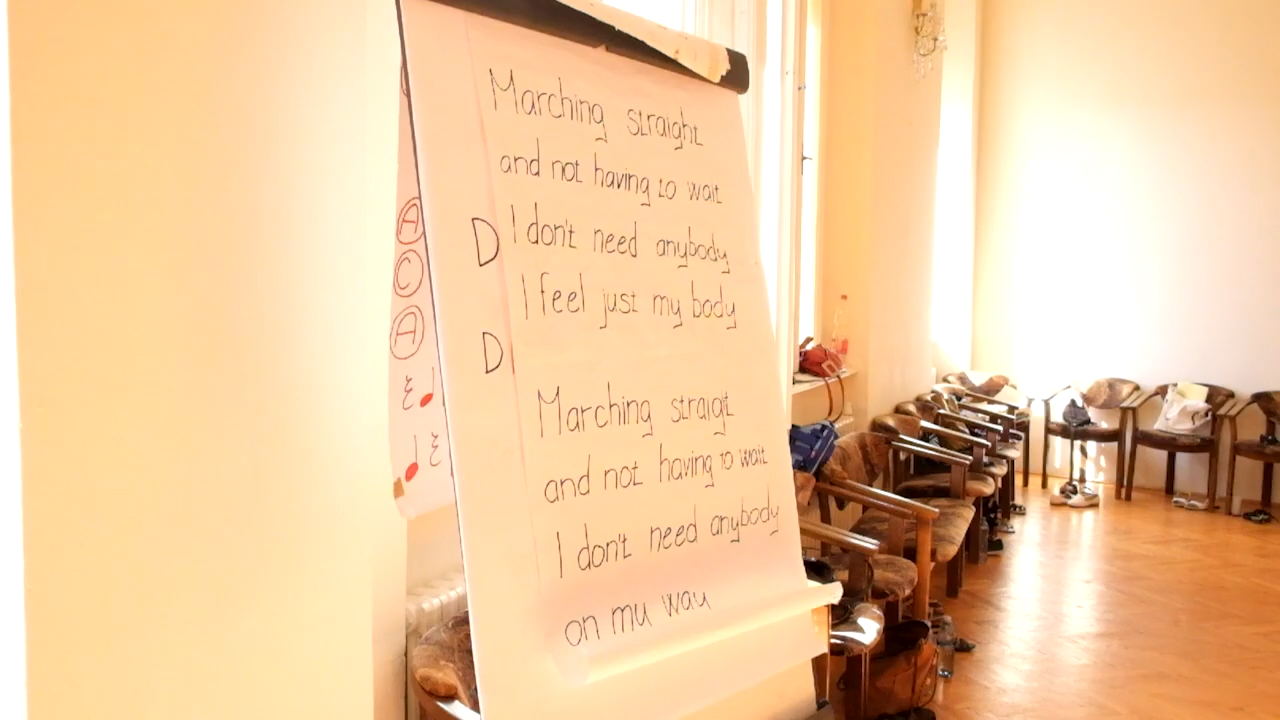 Marching straight
and not having to wait
D I don't need anybody
I feel just my body
D
Marching straigt
and not having to wait
I don't need anybody
on my way
A
C
A